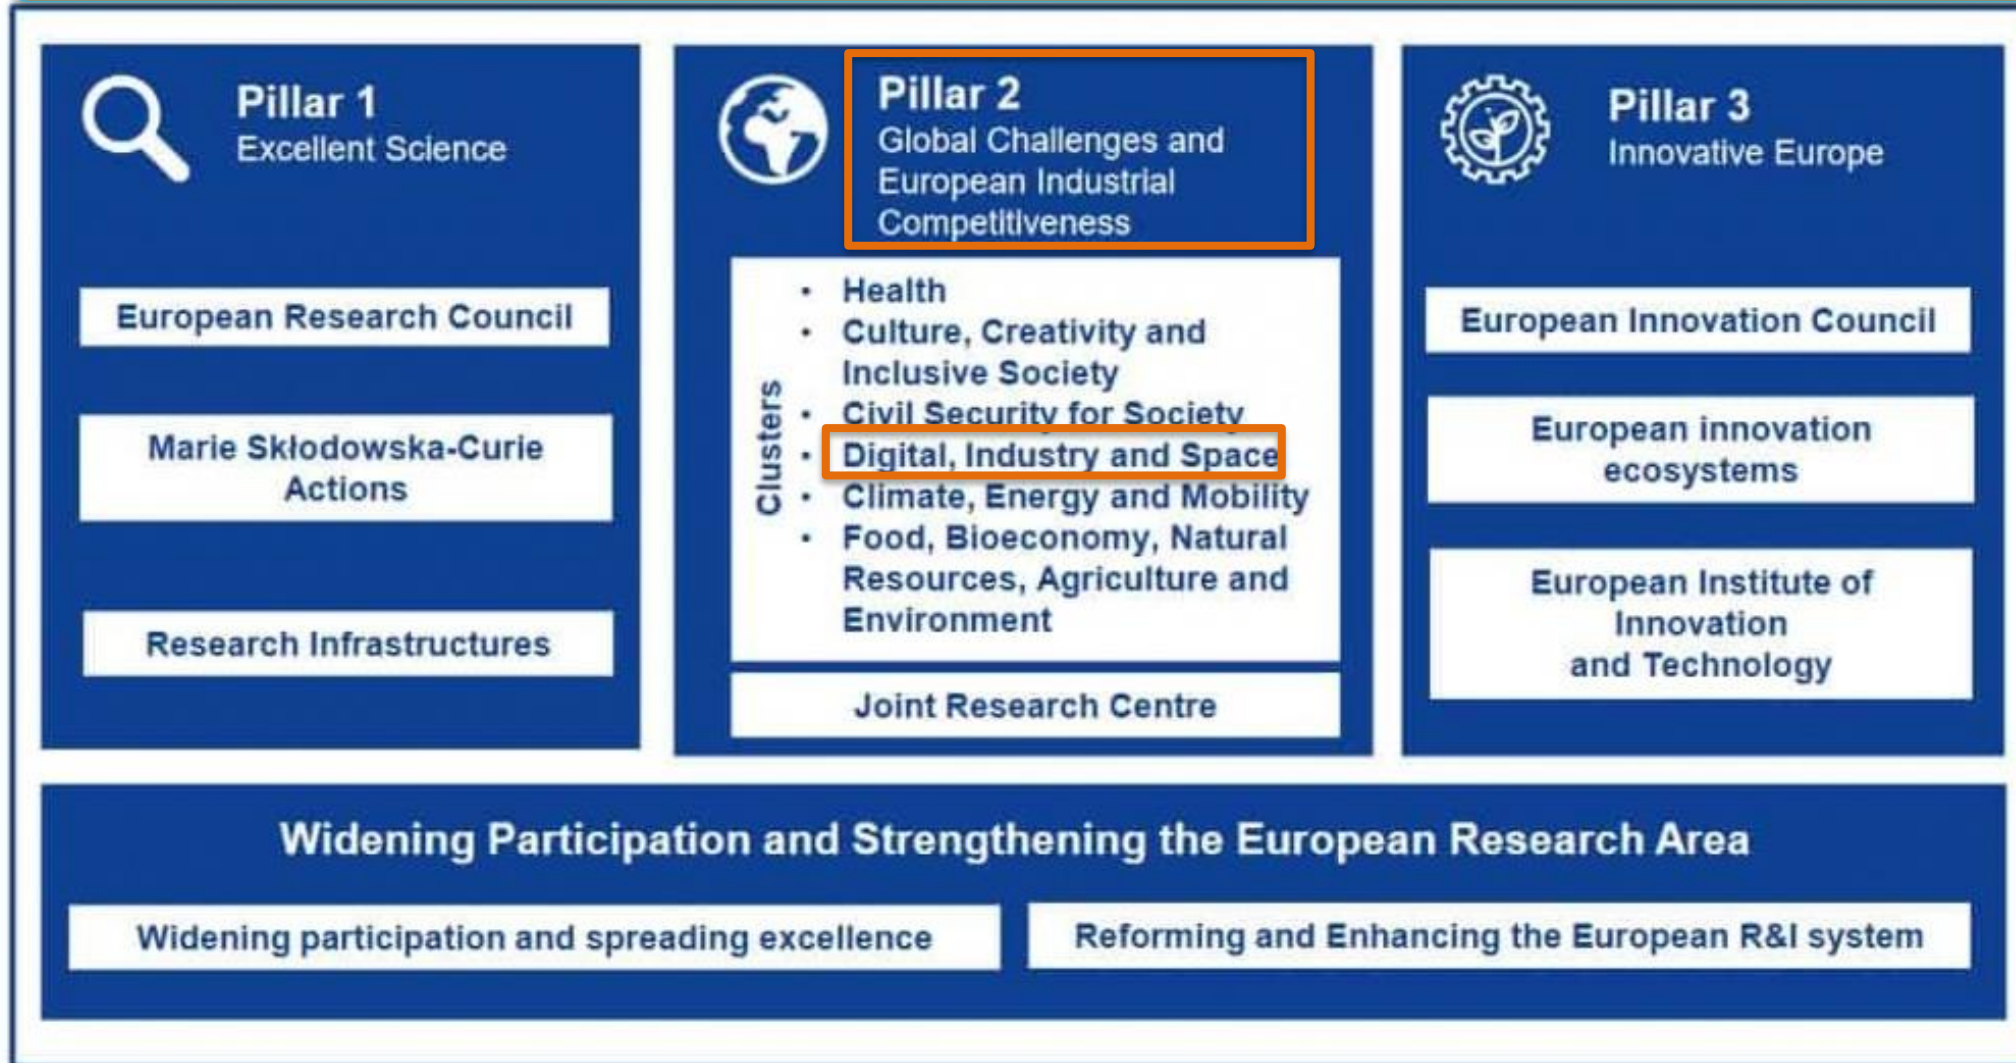 Pillar 1
Excellent Science
European Research Council
Marie Skłodowska-Curie
Actions
Research Infrastructures
Pillar 2
Global Challenges and
European Industrial
Competitiveness
Clusters
• Health
• Culture, Creativity and
Inclusive Society
• Civil Security for Society
• Digital, Industry and Space
• Climate, Energy and Mobility
• Food, Bioeconomy, Natural
Resources, Agriculture and
Environment
Joint Research Centre
Pillar 3
Innovative Europe
European Innovation Council
European innovation
ecosystems
European Institute of
Innovation
and Technology
Widening Participation and Strengthening the European Research Area
Widening participation and spreading excellence
Reforming and Enhancing the European R&I system